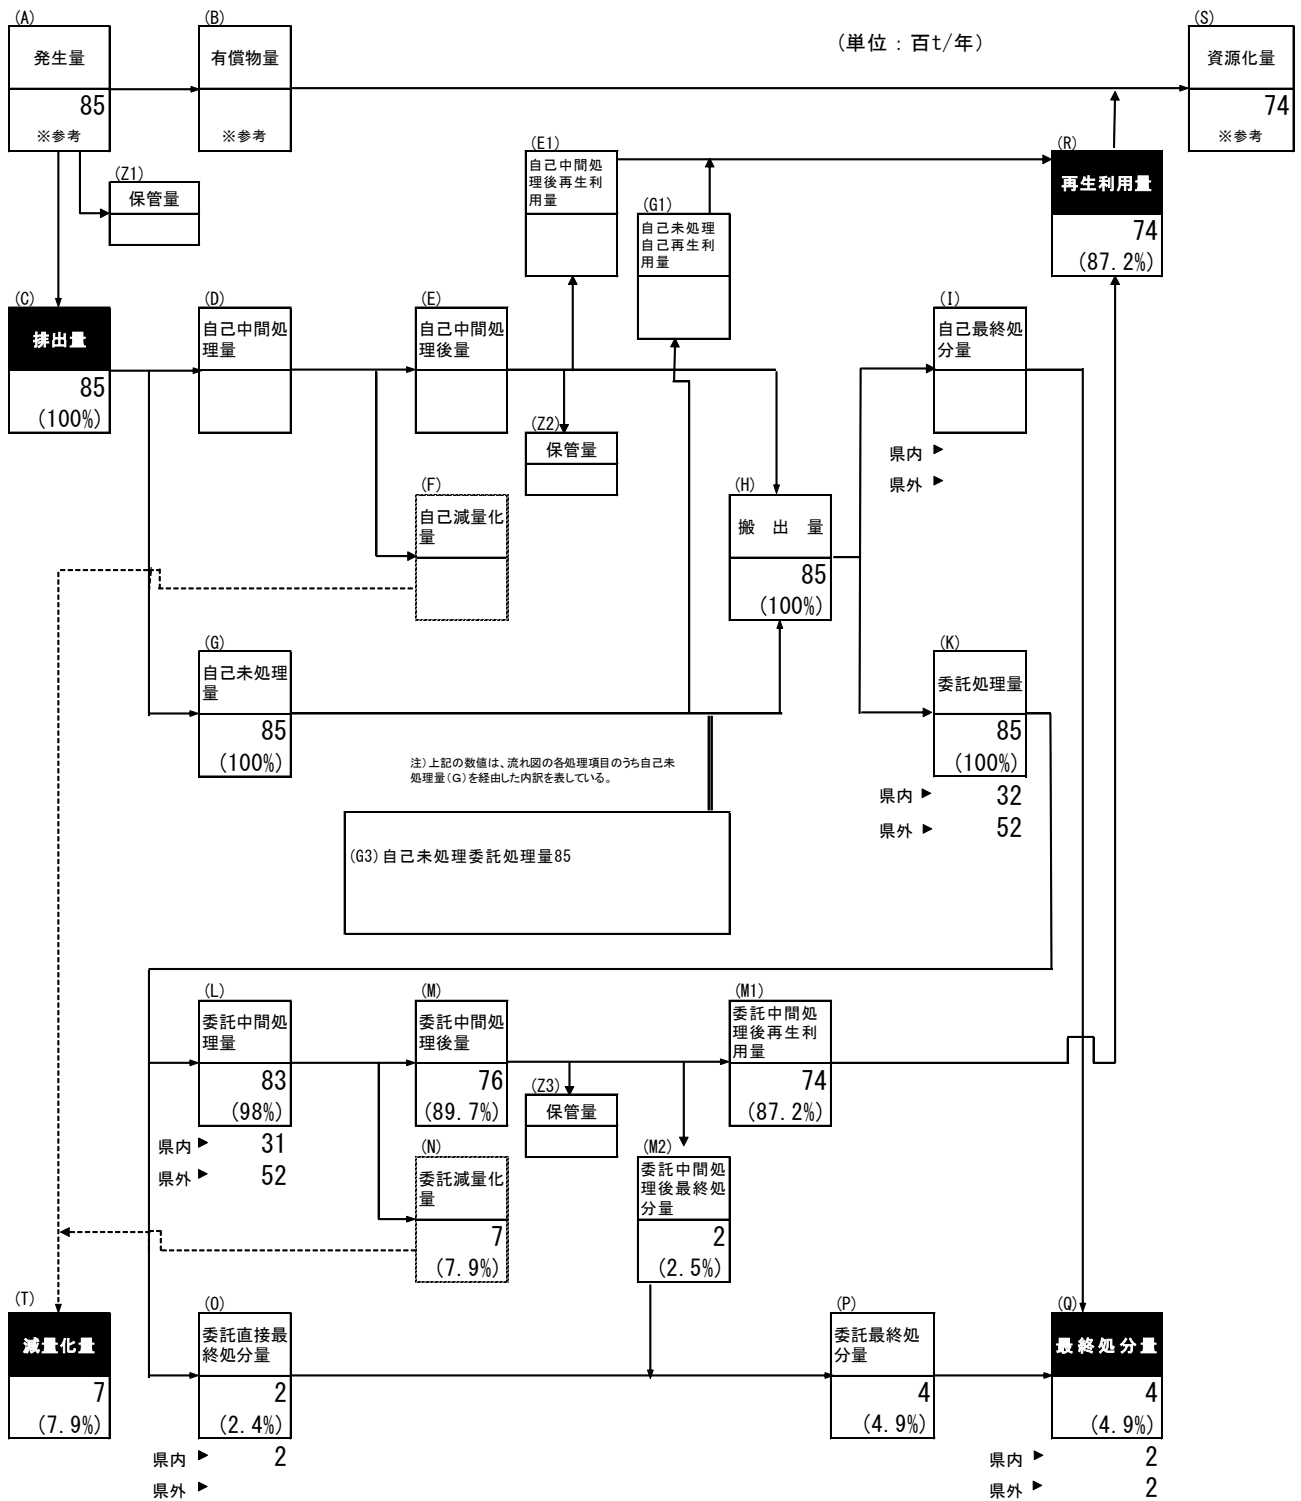 (A)
発生量
85
※参考
(B)
有償物量
※参考
(単位：百t/年)
(S)
資源化量
74
※参考
(Z1)
保管量
(E1)
自己中間処
理後再生利
用量
(G1)
自己未処理
自己再生利
用量
(R)
再生利用量
74
(87.2%)
(C)
排出量
85
(100%)
(D)
自己中間処
理量
(E)
自己中間処
理後量
(Z2)
保管量
(I)
自己最終処
分量
県内 ▶
県外 ▶
(F)
自己減量化
量
(H)
搬 出 量
85
(100%)
(G)
自己未処理
量
85
(100%)
(K)
委託処理量
85
(100%)
県内 ▶ 32
県外 ▶ 52
注)上記の数値は、流れ図の各処理項目のうち自己未
処理量(G)を経由した内訳を表している。
(G3)自己未処理委託処理量85
(L)
委託中間処
理量
83
(98%)
県内 ▶ 31
県外 ▶ 52
(M)
委託中間処
理後量
76
(89.7%)
(Z3)
保管量
(M1)
委託中間処
理後再生利
用量
74
(87.2%)
(N)
委託減量化
量
7
(7.9%)
(M2)
委託中間処
理後最終処
分量
2
(2.5%)
(T)
減量化量
7
(7.9%)
(O)
委託直接最
終処分量
2
(2.4%)
県内 ▶ 2
県外 ▶
(P)
委託最終処
分量
4
(4.9%)
(Q)
最終処分量
4
(4.9%)
県内 ▶ 2
県外 ▶ 2